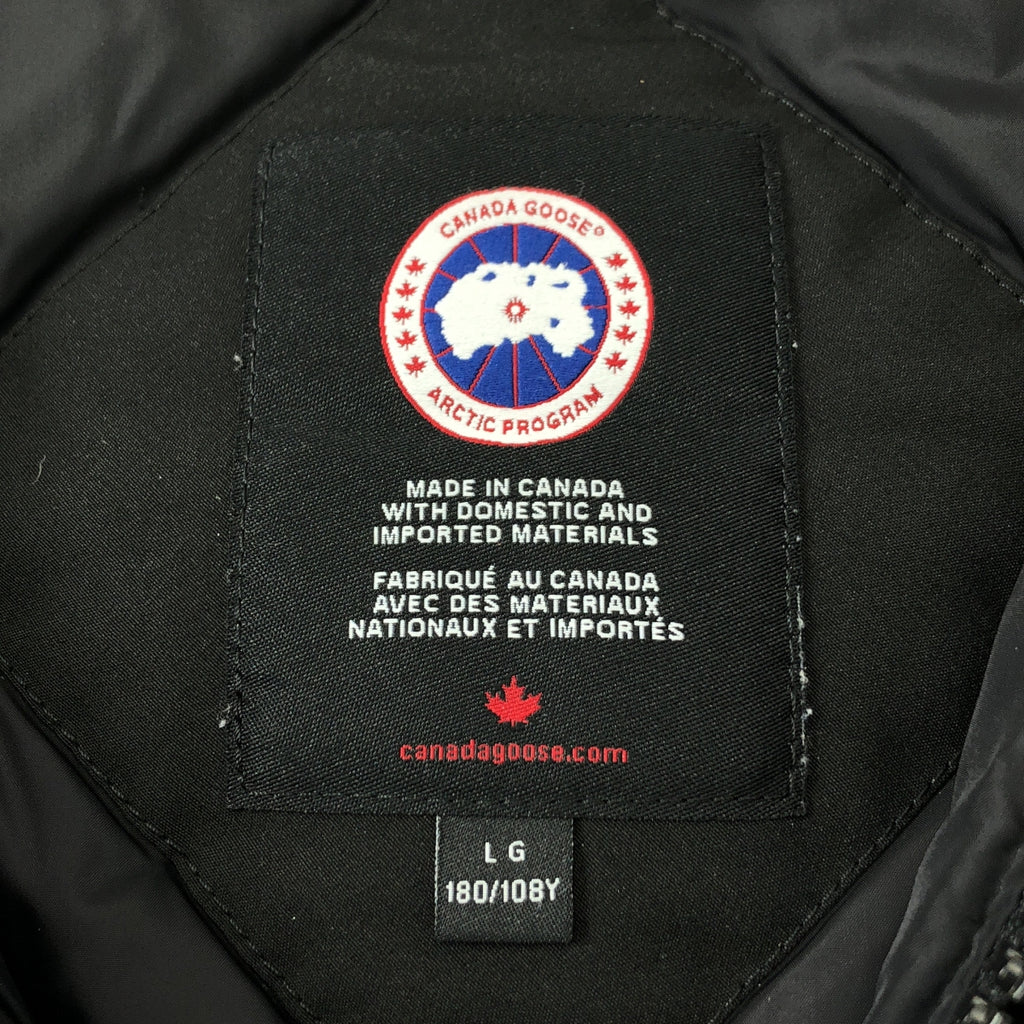 CANADA GOOSE®
ARCTIC PROGRAM
MADE IN CANADA
WITH DOMESTIC AND
IMPORTED MATERIALS
FABRIQUÉ AU CANADA
AVEC DES MATERIAUX
NATIONAUX ET IMPORTÉS
canadagoose.com
L G
180/108Y